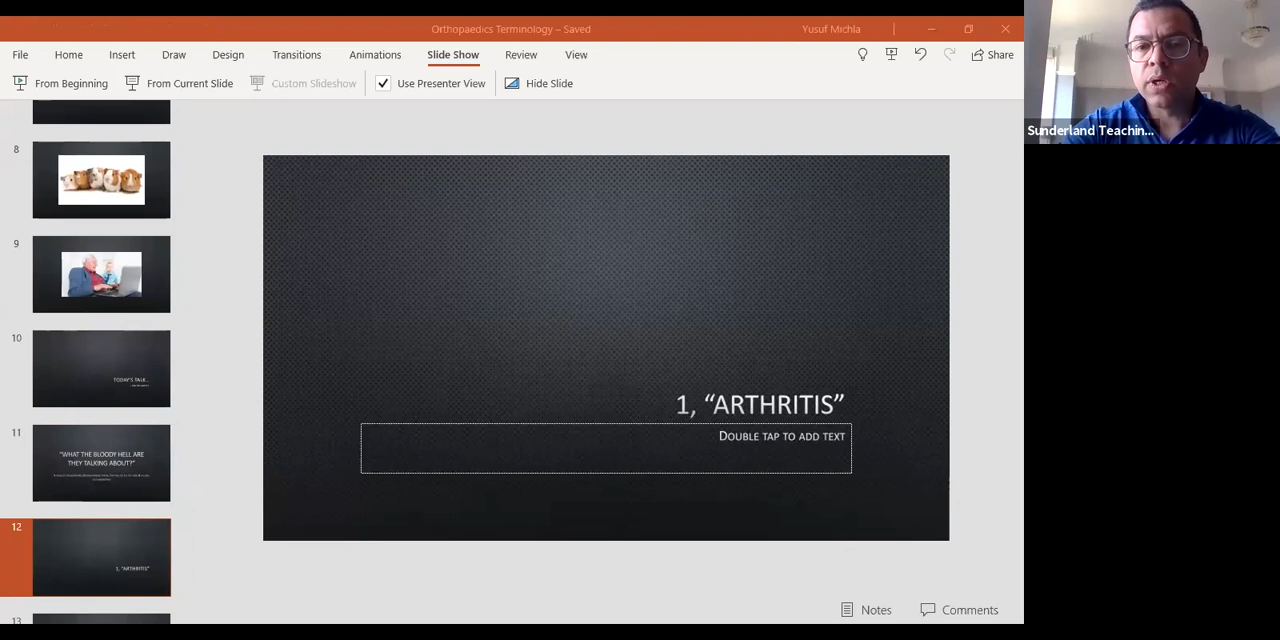 Orthopaedics Terminology – Saved
Yusuf Michla
File Home Insert Draw Design Transitions Animations Slide Show Review View
Share
From Beginning From Current Slide Custom Slideshow Use Presenter View Hide Slide
Sunderland Teachin...
8
9
10
TODAY'S TALK...
11
"WHAT THE BLOODY HELL ARE
THEY TALKING ABOUT?"
12
1, "ARTHRITIS"
13
1, “ARTHRITIS”
DOUBLE TAP TO ADD TEXT
Notes Comments